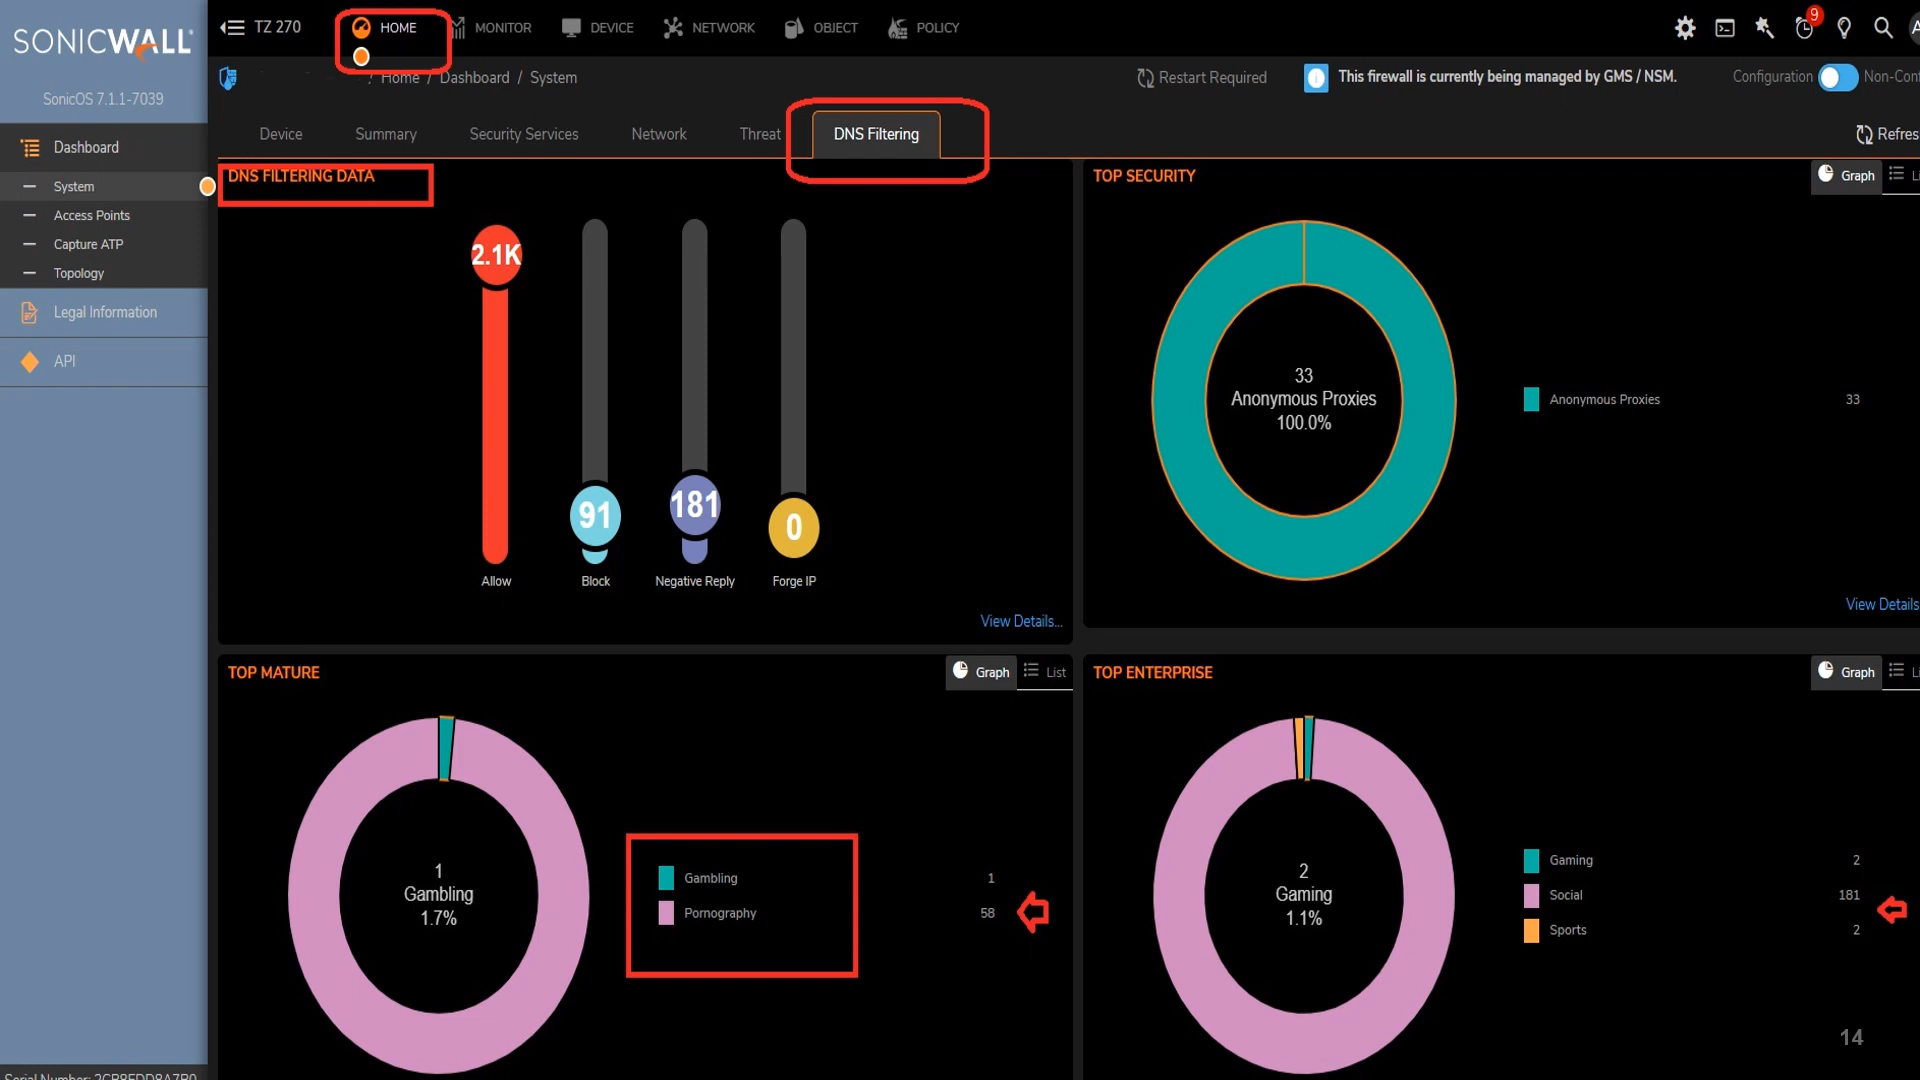 SONICWALL
SonicOS 7.1.1-7039
Dashboard
System
Access Points
Capture ATP
Topology
Legal Information
API
TZ 270
HOME
MONITOR
DEVICE
NETWORK
OBJECT
POLICY
9
/ Home / Dashboard / System
Restart Required
This firewall is currently being managed by GMS / NSM.
Configuration
Device
Summary
Security Services
Network
Threat
DNS Filtering
DNS FILTERING DATA
2.1K
91
181
0
Allow
Block
Negative Reply
Forge IP
View Details...
TOP SECURITY
Graph
33
Anonymous Proxies
100.0%
Anonymous Proxies 33
View Details
TOP MATURE
Graph
List
1
Gambling
1.7%
Gambling 1
Pornography 58
TOP ENTERPRISE
Graph
2
Gaming
1.1%
Gaming 2
Social 181
Sports 2
14